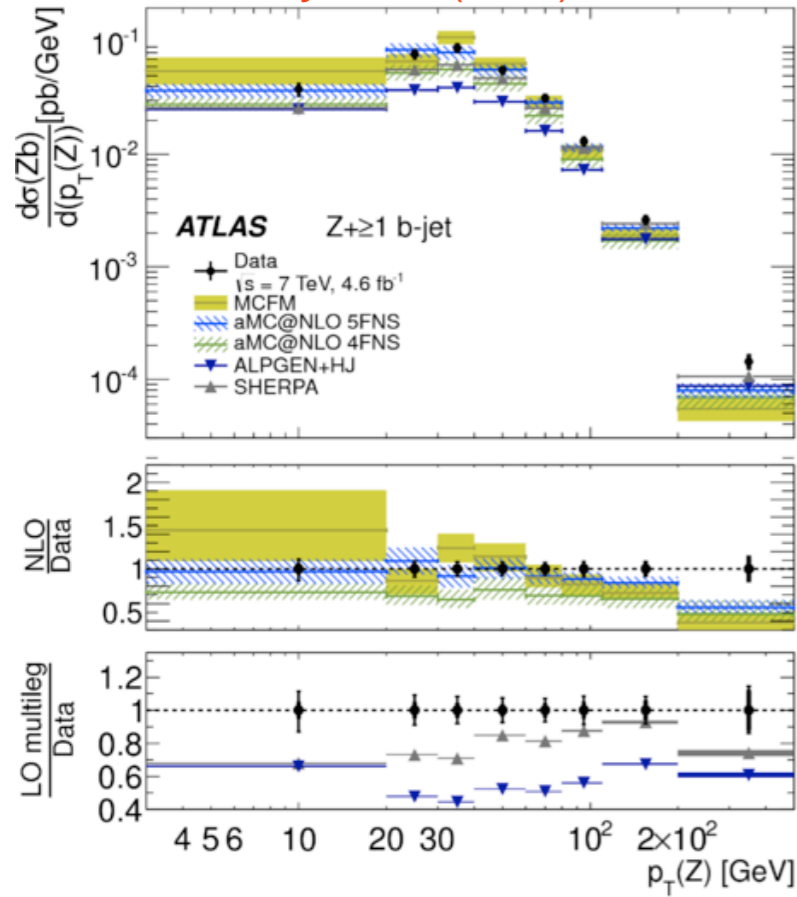 10⁻¹
10⁻²
10⁻³
10⁻⁴
dσ(Zb)
d(p_T(Z))
[pb/GeV]
ATLAS Z+≥1 b-jet
Data
√s = 7 TeV, 4.6 fb⁻¹
MCFM
aMC@NLO 5FNS
aMC@NLO 4FNS
ALPGEN+HJ
SHERPA
NLO
Data
2
1.5
1
0.5
LO multileg
Data
1.2
1
0.8
0.6
0.4
4 5 6 10 20 30 10² 2×10²
p_T(Z) [GeV]